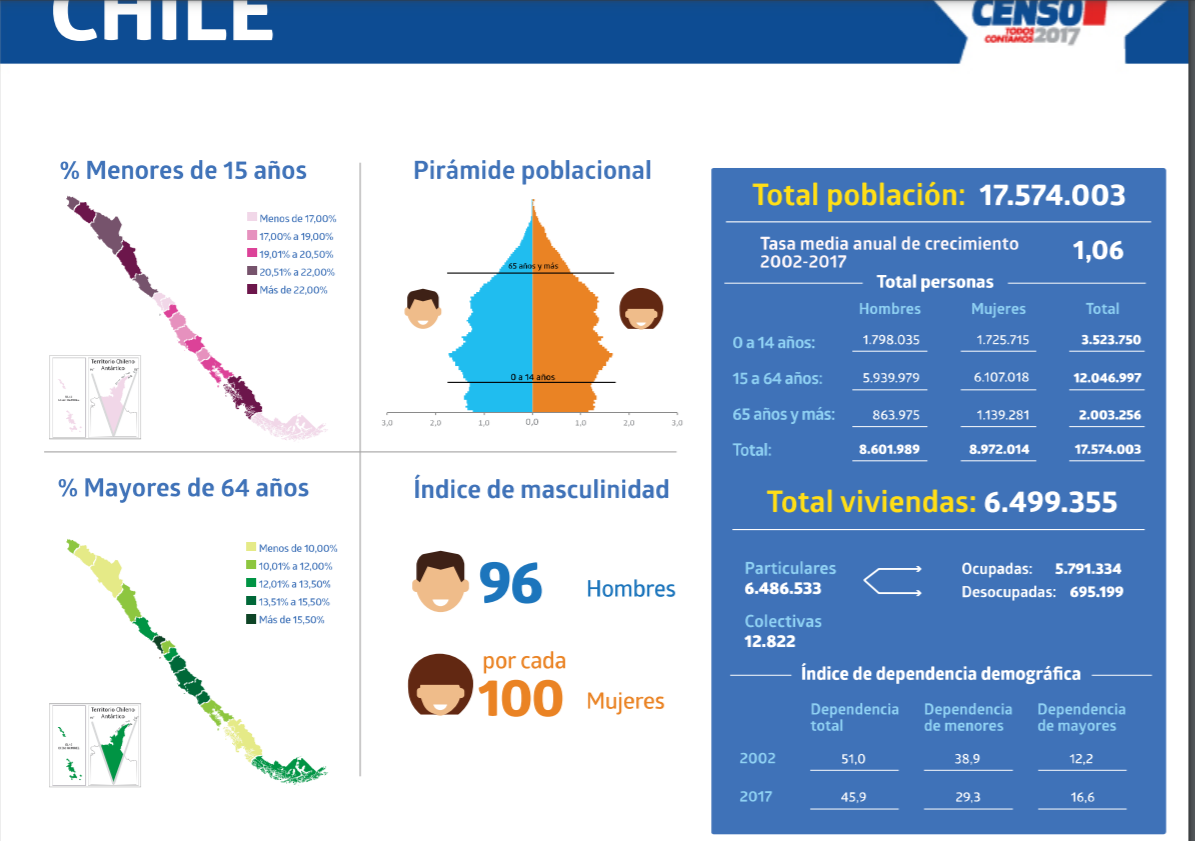 CHILE
CENSO
TODOS
CONTAMOS 2017
% Menores de 15 años
Menos de 17,00%
17,00% a 19,00%
19,01% a 20,50%
20,51% a 22,00%
Más de 22,00%
Territorio Chileno
Antártico
Pirámide poblacional
65 años y más
0 a 14 años
3,0 2,0 1,0 0,0 1,0 2,0 3,0
% Mayores de 64 años
Menos de 10,00%
10,01% a 12,00%
12,01% a 13,50%
13,51% a 15,50%
Más de 15,50%
Territorio Chileno
Antártico
Índice de masculinidad
96 Hombres
por cada
100 Mujeres
Total población: 17.574.003
Tasa media anual de crecimiento
2002-2017
1,06
Total personas
Hombres Mujeres Total
0 a 14 años: 1.798.035 1.725.715 3.523.750
15 a 64 años: 5.939.979 6.107.018 12.046.997
65 años y más: 863.975 1.139.281 2.003.256
Total: 8.601.989 8.972.014 17.574.003
Total viviendas: 6.499.355
Particulares
6.486.533
Ocupadas: 5.791.334
Desocupadas: 695.199
Colectivas
12.822
Índice de dependencia demográfica
Dependencia Dependencia Dependencia
total de menores de mayores
2002 51,0 38,9 12,2
2017 45,9 29,3 16,6